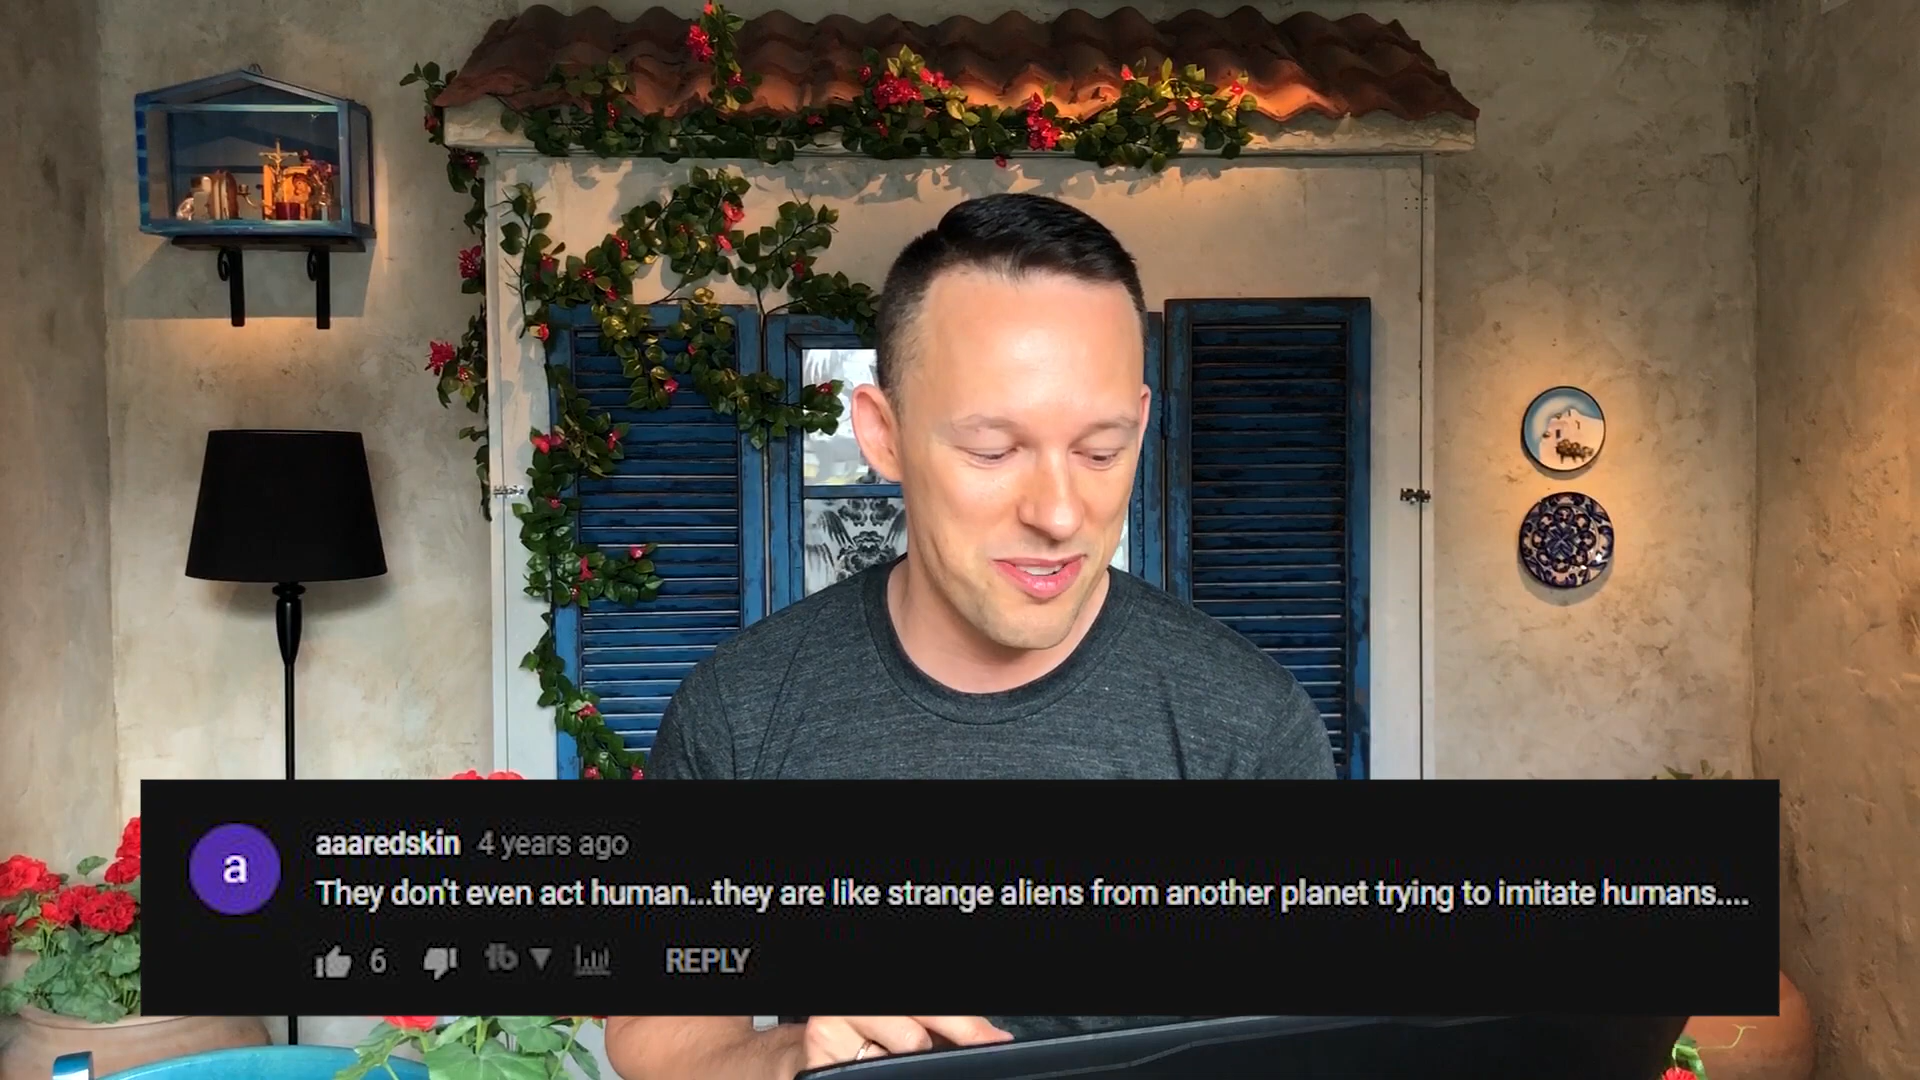 a
aaaredskin 4 years ago
They don't even act human...they are like strange aliens from another planet trying to imitate humans....
6
tb
REPLY